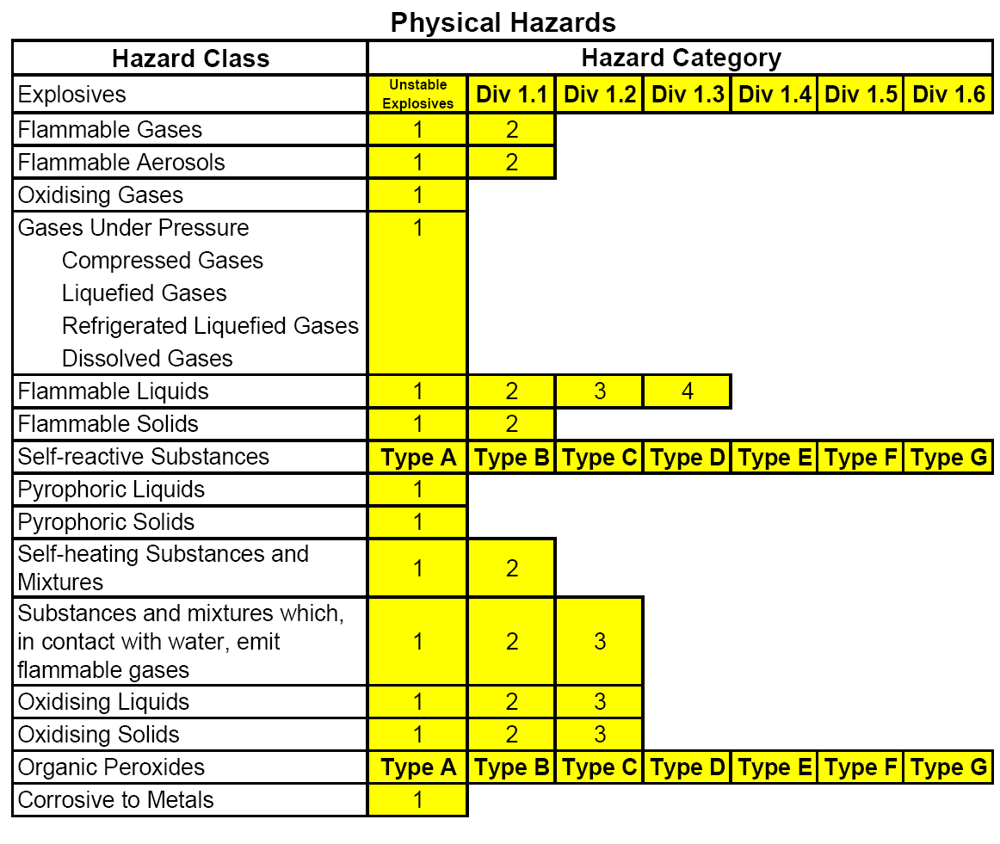 Physical Hazards
Hazard Class Hazard Category
Explosives Unstable Explosives Div 1.1 Div 1.2 Div 1.3 Div 1.4 Div 1.5 Div 1.6
Flammable Gases 1 2
Flammable Aerosols 1 2
Oxidising Gases 1
Gases Under Pressure 1
Compressed Gases
Liquefied Gases
Refrigerated Liquefied Gases
Dissolved Gases
Flammable Liquids 1 2 3 4
Flammable Solids 1 2
Self-reactive Substances Type A Type B Type C Type D Type E Type F Type G
Pyrophoric Liquids 1
Pyrophoric Solids 1
Self-heating Substances and
Mixtures 1 2
Substances and mixtures which,
in contact with water, emit 1 2 3
flammable gases
Oxidising Liquids 1 2 3
Oxidising Solids 1 2 3
Organic Peroxides Type A Type B Type C Type D Type E Type F Type G
Corrosive to Metals 1